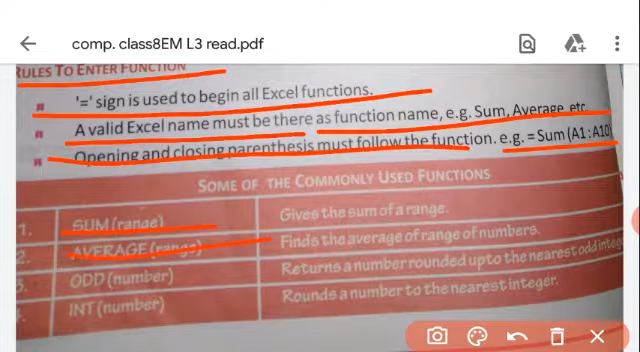 comp. class8EM L3 read.pdf
RULES TO ENTER FUNCTION
'=' sign is used to begin all Excel functions.
A valid Excel name must be there as function name, e.g. Sum, Average, etc.
Opening and closing parenthesis must follow the function. e.g. = Sum (A1 : A10)
SOME OF THE COMMONLY USED FUNCTIONS
1. SUM (range) Gives the sum of a range.
2. AVERAGE (range) Finds the average of range of numbers.
3. ODD (number) Returns a number rounded upto the nearest odd integ
4. INT (number) Rounds a number to the nearest integer.